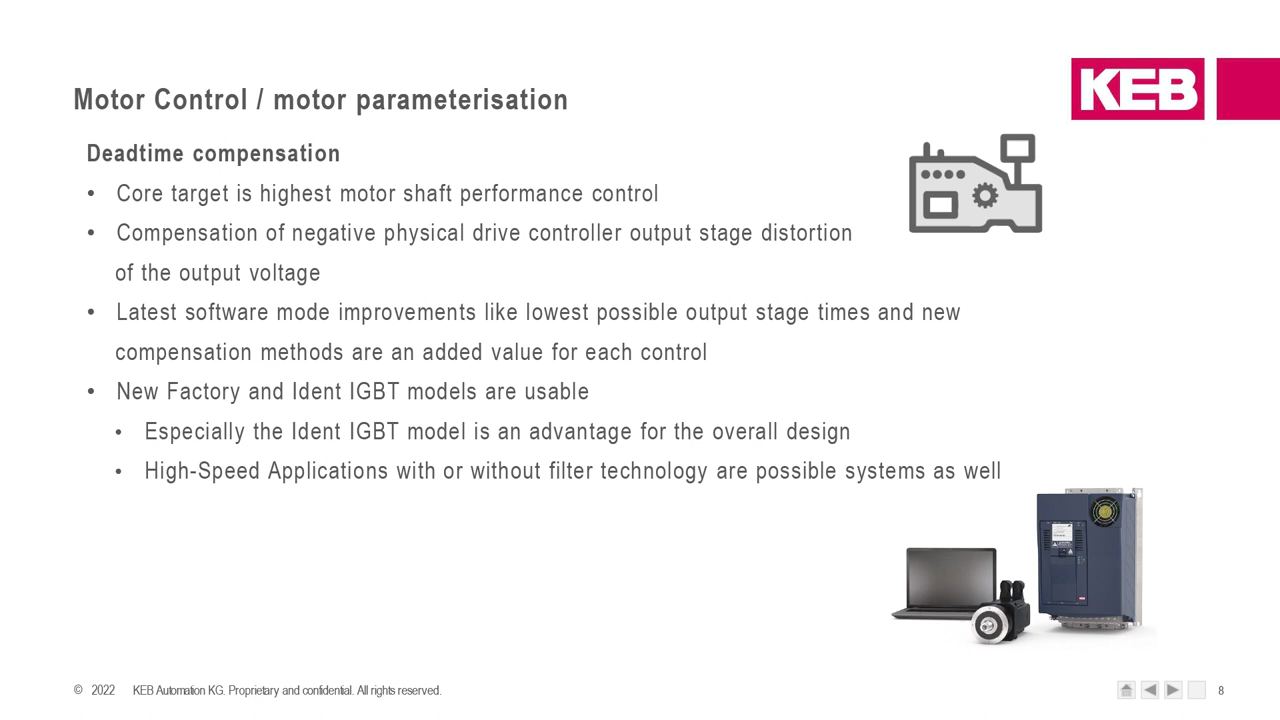 KEB
Motor Control / motor parameterisation
Deadtime compensation
• Core target is highest motor shaft performance control
• Compensation of negative physical drive controller output stage distortion
of the output voltage
• Latest software mode improvements like lowest possible output stage times and new
compensation methods are an added value for each control
• New Factory and Ident IGBT models are usable
• Especially the Ident IGBT model is an advantage for the overall design
• High-Speed Applications with or without filter technology are possible systems as well
© 2022 KEB Automation KG. Proprietary and confidential. All rights reserved.
8